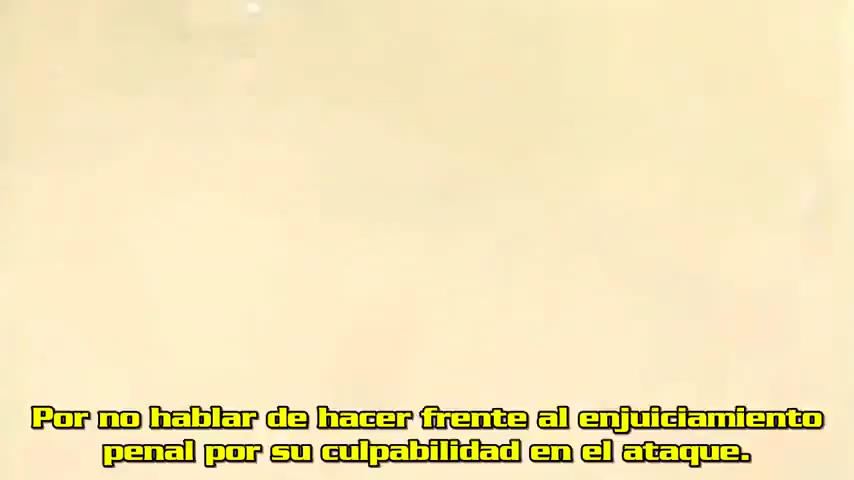 Por no hablar de hacer frente al enjuiciamiento
penal por su culpabilidad en el ataque.